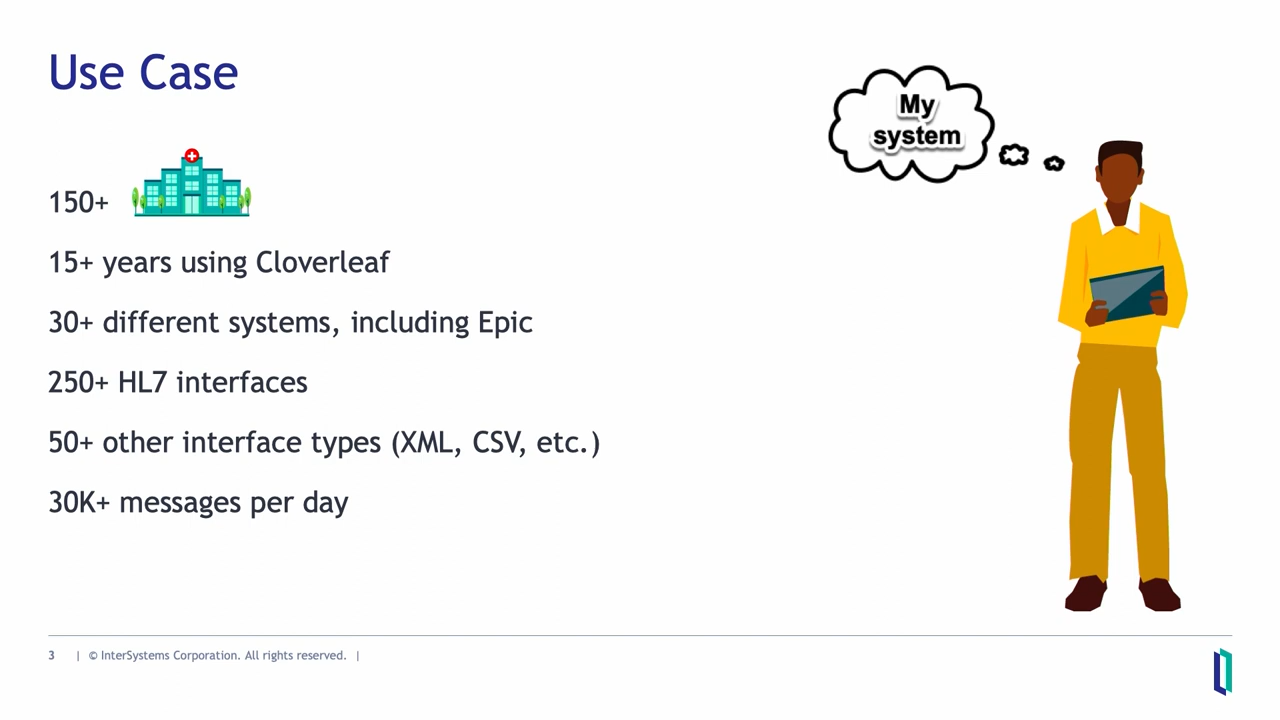 Use Case
My
system
150+
15+ years using Cloverleaf
30+ different systems, including Epic
250+ HL7 interfaces
50+ other interface types (XML, CSV, etc.)
30K+ messages per day
3 | © InterSystems Corporation. All rights reserved. |